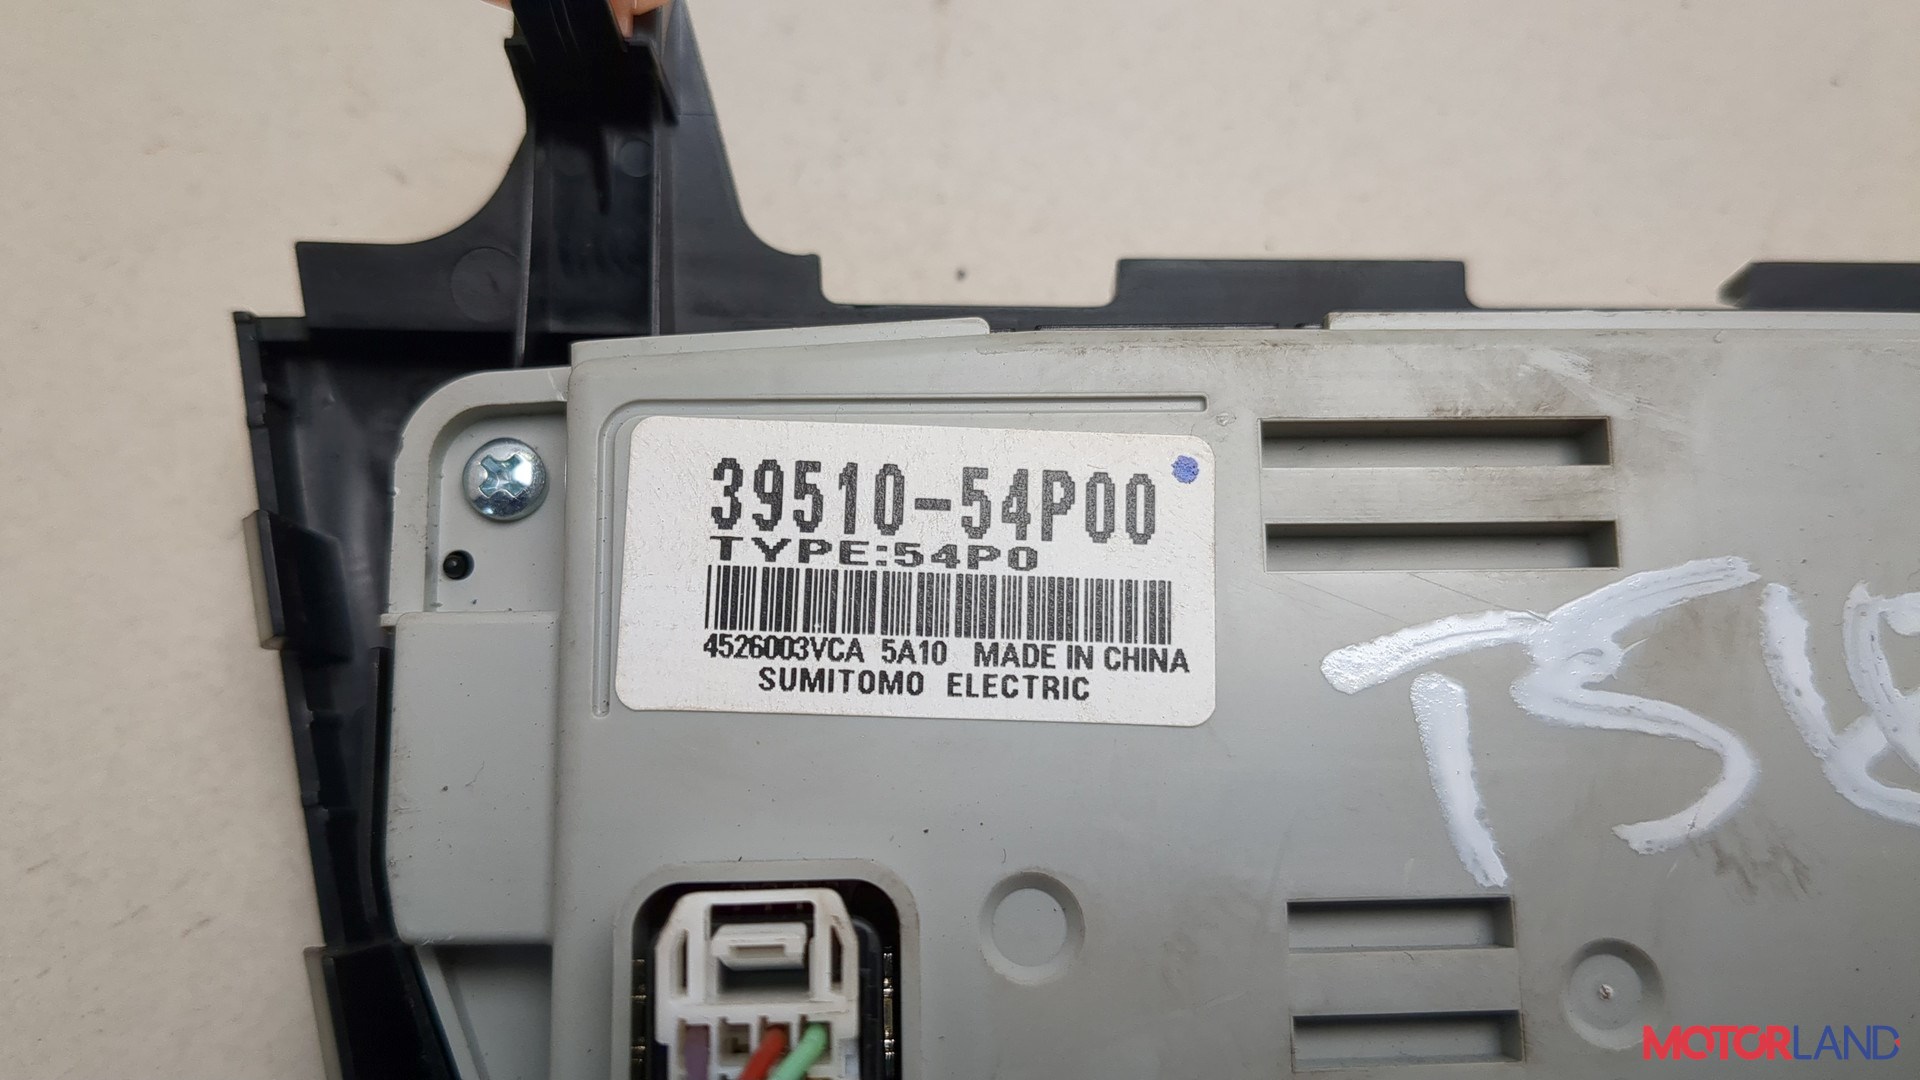 39510-54P00
TYPE:54P0
4526003VCA 5A10 MADE IN CHINA
SUMITOMO ELECTRIC
MOTORLAND